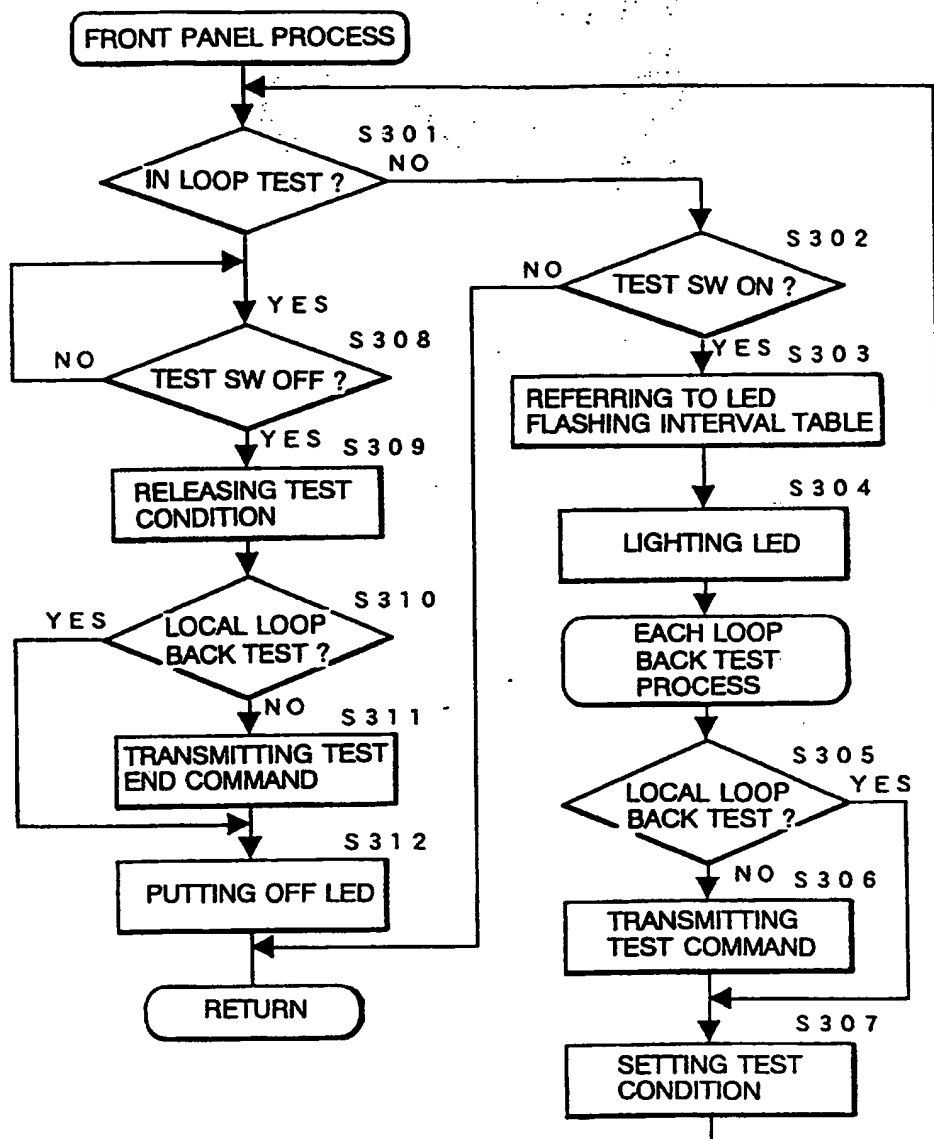 FRONT PANEL PROCESS
S301
IN LOOP TEST ?
NO
YES
S308
NO
TEST SW OFF ?
YES
S309
RELEASING TEST
CONDITION
S310
YES
LOCAL LOOP
BACK TEST ?
NO
S311
TRANSMITTING TEST
END COMMAND
S312
PUTTING OFF LED
RETURN
S302
NO
TEST SW ON ?
YES
S303
REFERRING TO LED
FLASHING INTERVAL TABLE
S304
LIGHTING LED
EACH LOOP
BACK TEST
PROCESS
S305
YES
LOCAL LOOP
BACK TEST ?
NO
S306
TRANSMITTING
TEST COMMAND
S307
SETTING TEST
CONDITION